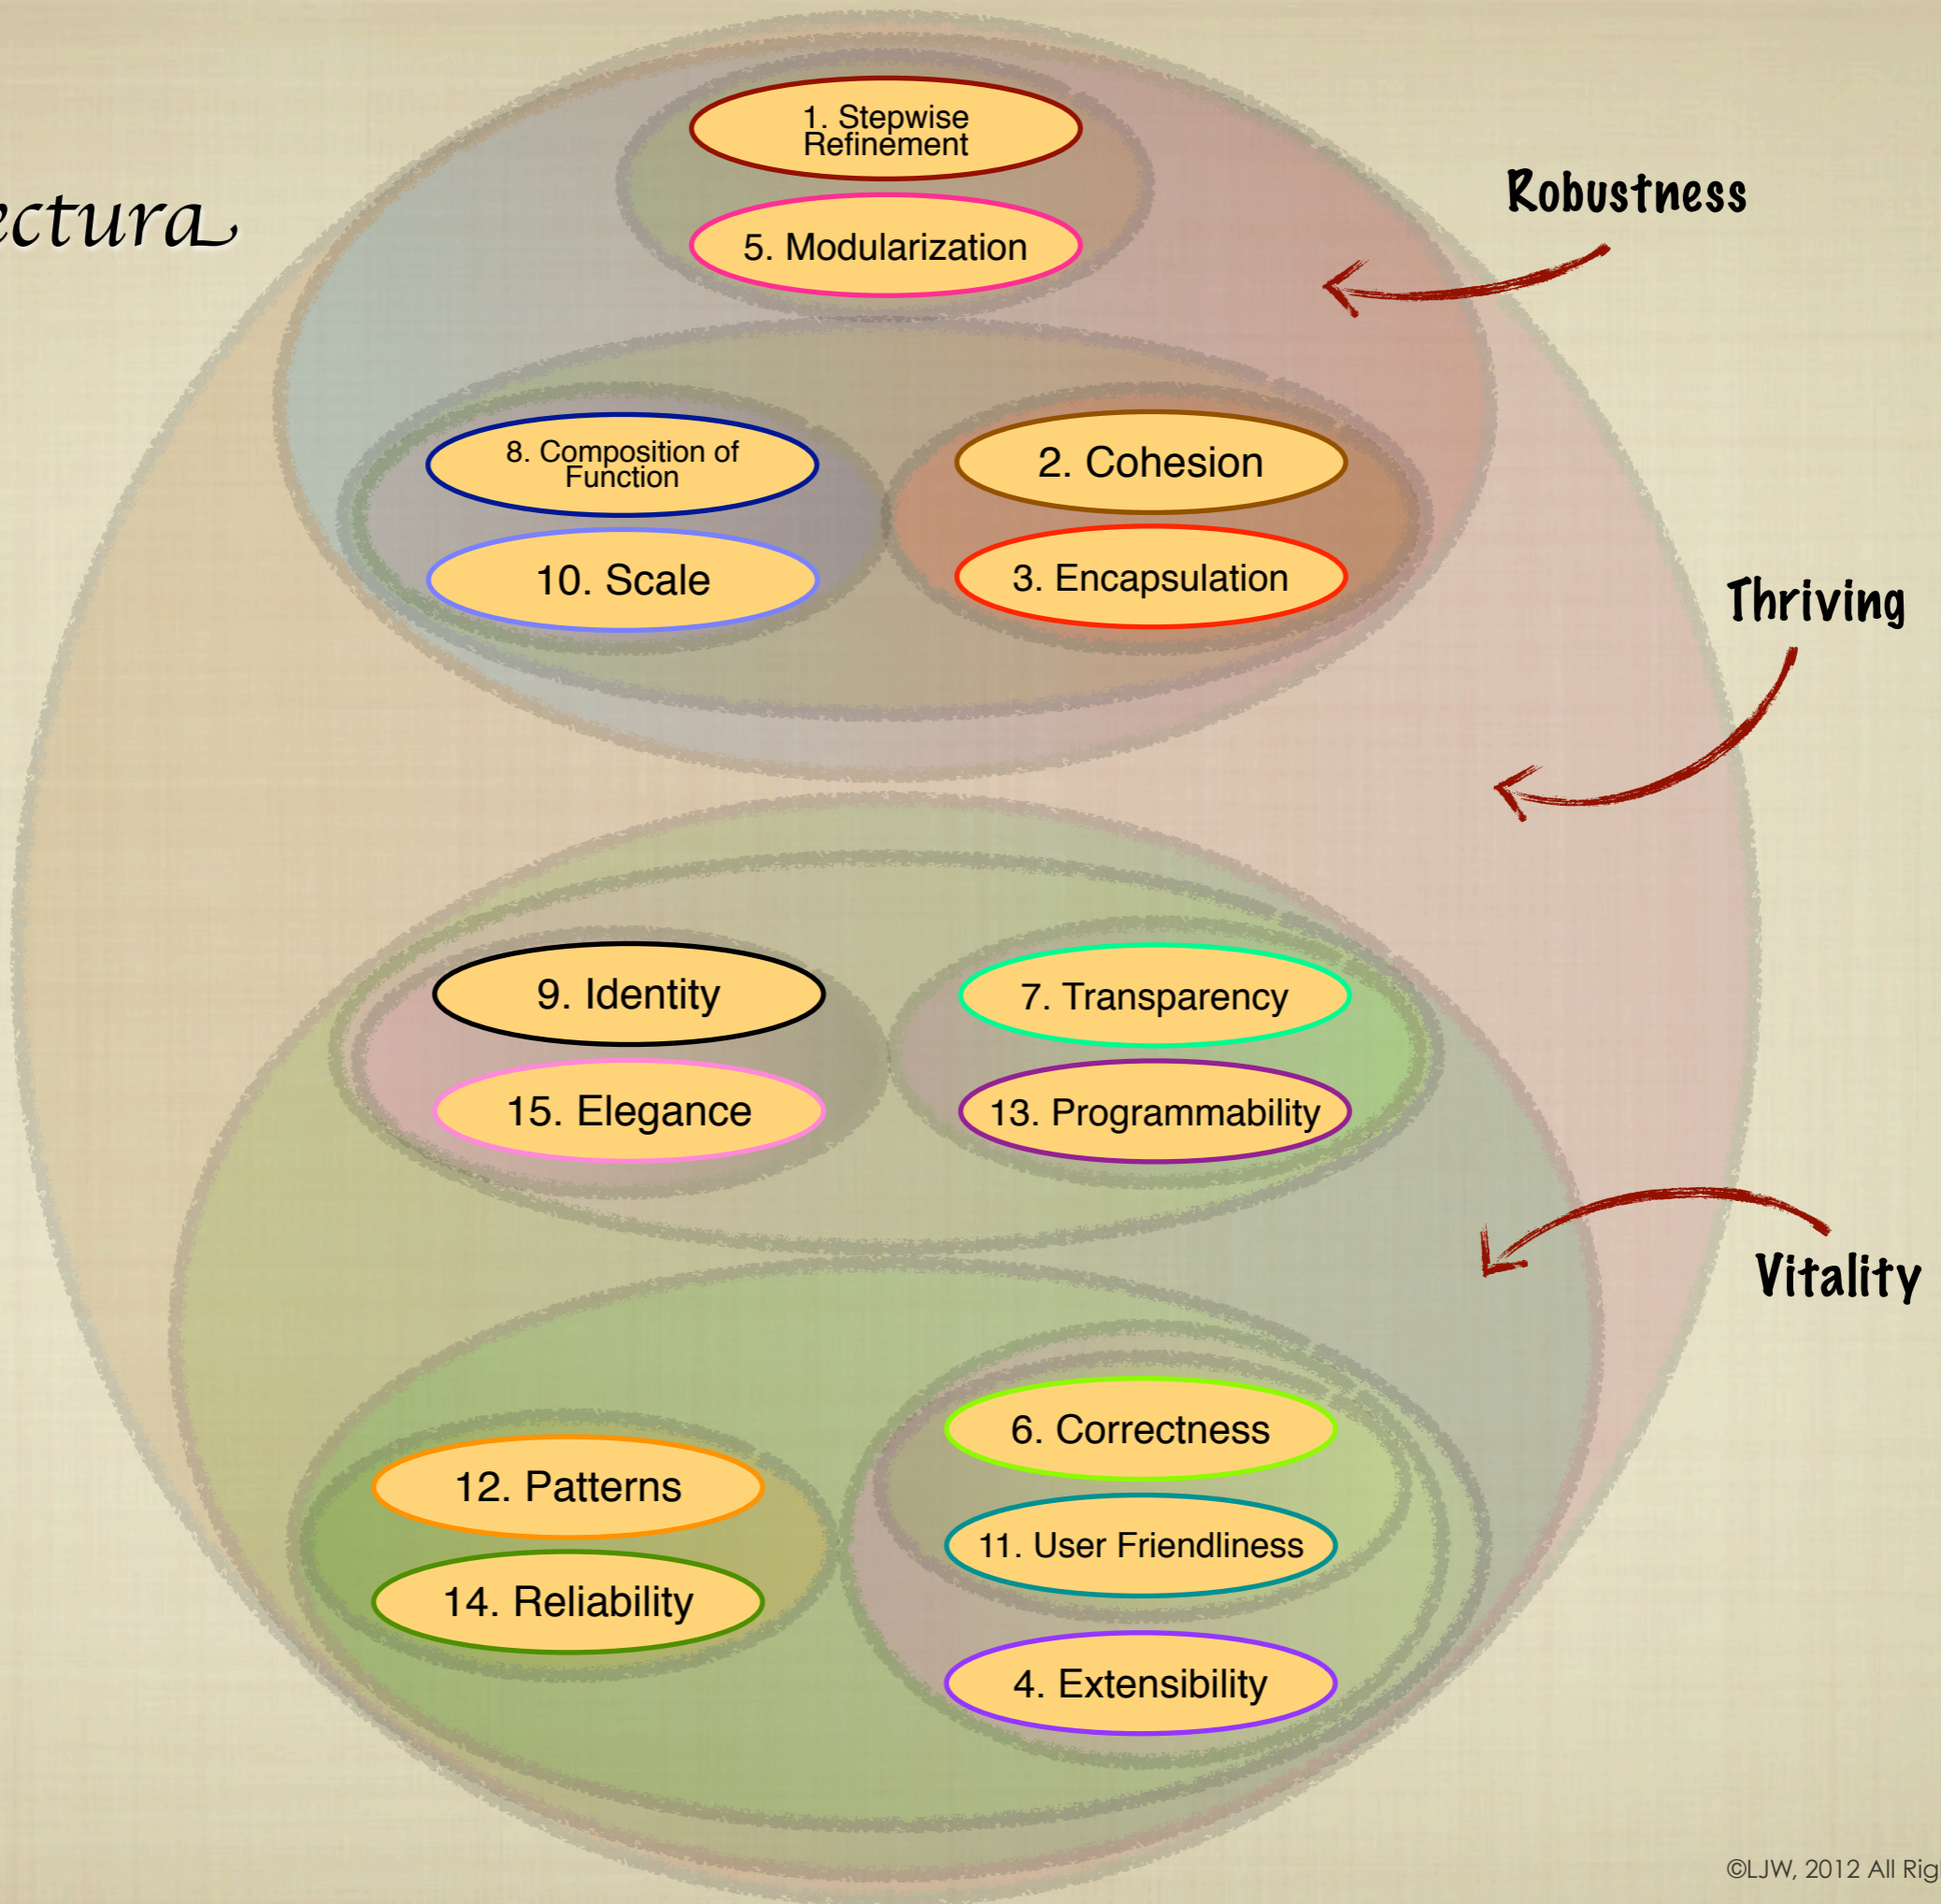 1. Stepwise
Refinement
ectura
Robustness
5. Modularization
8. Composition of
Function
2. Cohesion
10. Scale
3. Encapsulation
Thriving
9. Identity
7. Transparency
15. Elegance
13. Programmability
Vitality
6. Correctness
12. Patterns
11. User Friendliness
14. Reliability
4. Extensibility
©LJW, 2012 All Rig